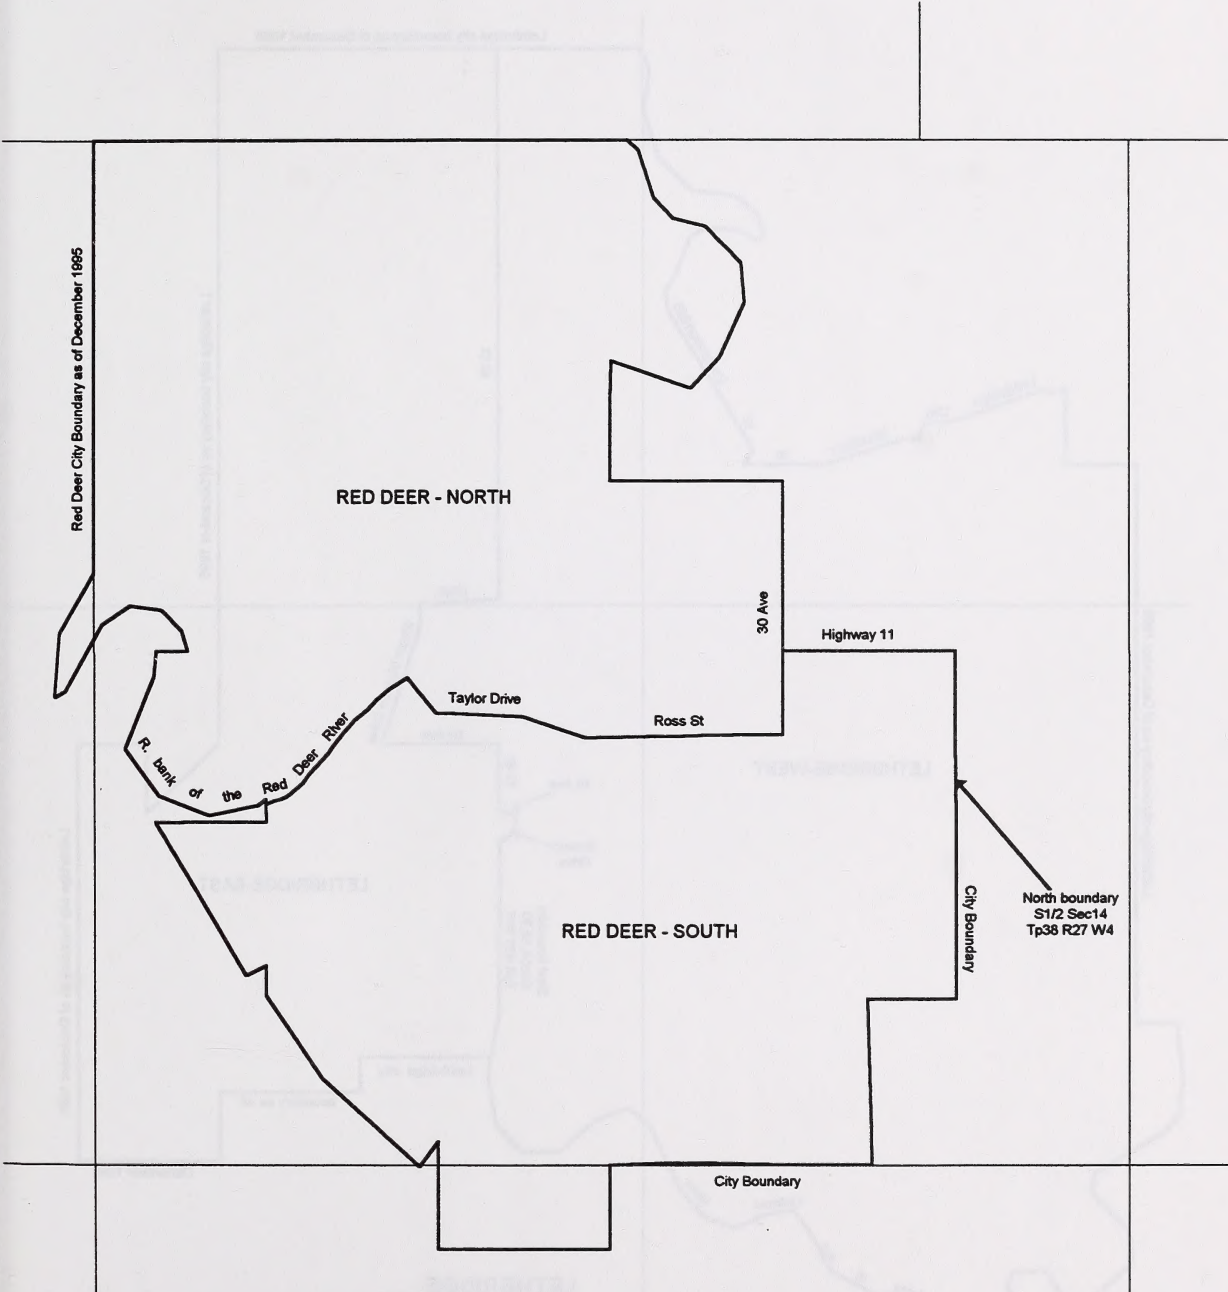 Red Deer City Boundary as of December 1995
RED DEER - NORTH
30 Ave
Highway 11
Taylor Drive
Ross St
R. bank of the Red Deer River
North boundary
S1/2 Sec14
Tp38 R27 W4
City Boundary
RED DEER - SOUTH
City Boundary